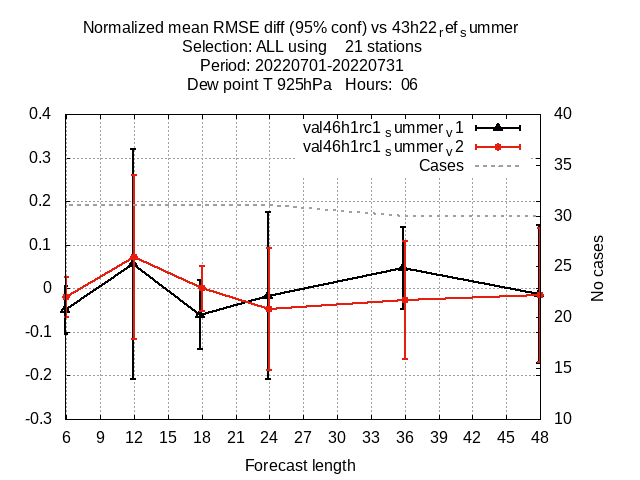 Normalized mean RMSE diff (95% conf) vs 43h22refsummer
Selection: ALL using    21 stations
Period: 20220701-20220731
Dew point T 925hPa   Hours:  06
val46h1rc1summerv1
val46h1rc1summerv2
Cases
0.4
0.3
0.2
0.1
0
-0.1
-0.2
-0.3
40
35
30
25
20
15
10
No cases
6 9 12 15 18 21 24 27 30 33 36 39 42 45 48
Forecast length